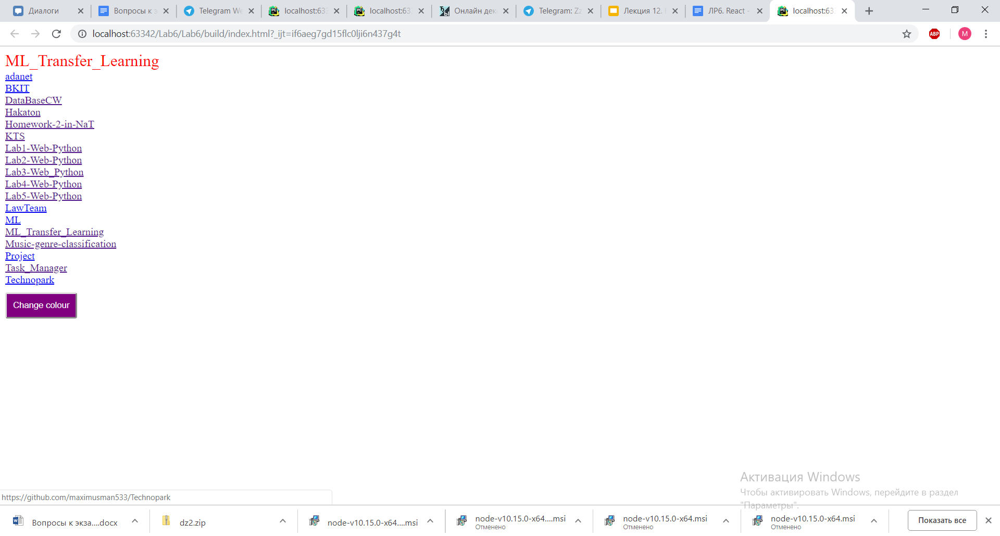 Диалоги
Вопросы к э
Telegram We
localhost:633
localhost:633
Онлайн дек
Telegram: Zz
Лекция 12.
ЛР6. React -
localhost:633
localhost:63342/Lab6/Lab6/build/index.html?_ijt=if6aeg7gd15flc0lji6n437g4t
ABP
M
ML_Transfer_Learning
adanet
BKIT
DataBaseCW
Hakaton
Homework-2-in-NaT
KTS
Lab1-Web-Python
Lab2-Web-Python
Lab3-Web_Python
Lab4-Web-Python
Lab5-Web-Python
LawTeam
ML
ML_Transfer_Learning
Music-genre-classification
Project
Task_Manager
Technopark
Change colour
Активация Windows
Чтобы активировать Windows, перейдите в раздел
"Параметры".
https://github.com/maximusman533/Technopark
Вопросы к экза....docx
dz2.zip
node-v10.15.0-x64....msi
node-v10.15.0-x64....msi
Отменено
node-v10.15.0-x64.msi
Отменено
node-v10.15.0-x64.msi
Отменено
Показать все